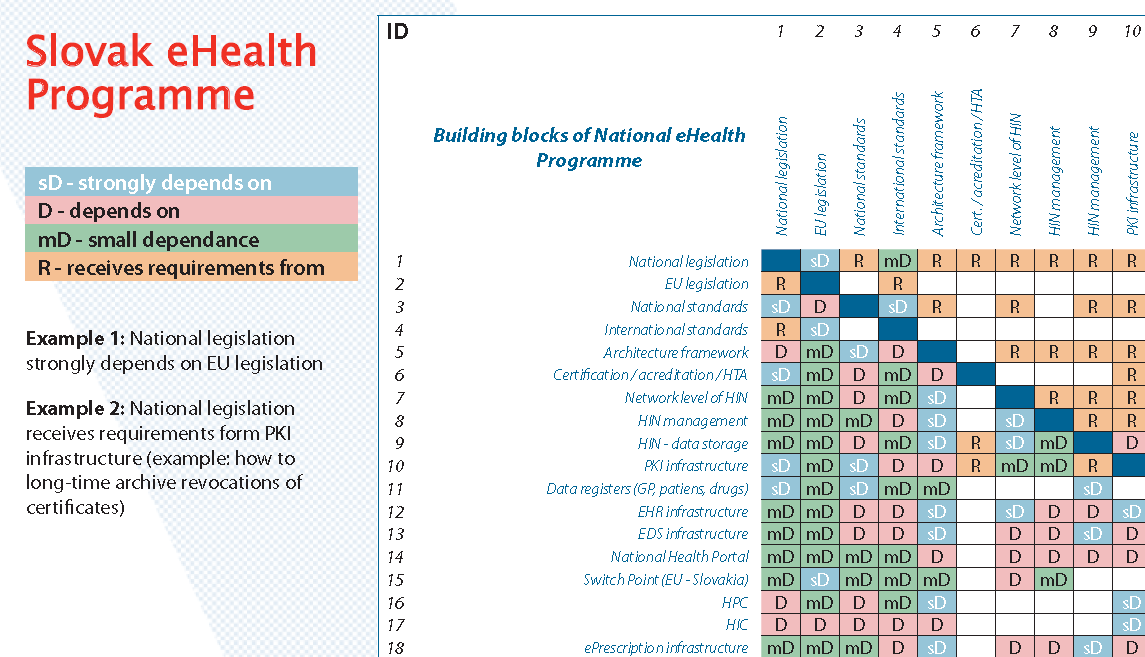 Slovak eHealth
Programme
sD - strongly depends on
D - depends on
mD - small dependance
R - receives requirements from
Example 1: National legislation
strongly depends on EU legislation
Example 2: National legislation
receives requirements form PKI
infrastructure (example: how to
long-time archive revocations of
certificates)
ID 1 2 3 4 5 6 7 8 9 10
Building blocks of National eHealth
Programme
National legislation
EU legislation
National standards
International standards
Architecture framework
Cert. / acreditation / HTA
Network level of HIN
HIN management
HIN management
PKI infrastructure
1 National legislation sD R mD R R R R R R
2 EU legislation R R
3 National standards sD D sD R R R R
4 International standards R sD
5 Architecture framework D mD sD D R R R R
6 Certification / acreditation / HTA sD mD D mD D R
7 Network level of HIN mD mD D mD sD R R R
8 HIN management mD mD mD D sD sD R R
9 HIN - data storage mD mD D mD sD R sD mD D
10 PKI infrastructure sD mD sD D D R mD mD R
11 Data registers (GP, patiens, drugs) sD mD sD mD mD sD
12 EHR infrastructure mD mD D D sD sD D D sD
13 EDS infrastructure mD mD D D sD D D sD D
14 National Health Portal mD mD mD mD D D D D D
15 Switch Point (EU - Slovakia) mD sD mD mD mD D mD
16 HPC D mD D mD sD sD
17 HIC D D D D D sD
18 ePrescription infrastructure mD mD mD D sD D D sD D